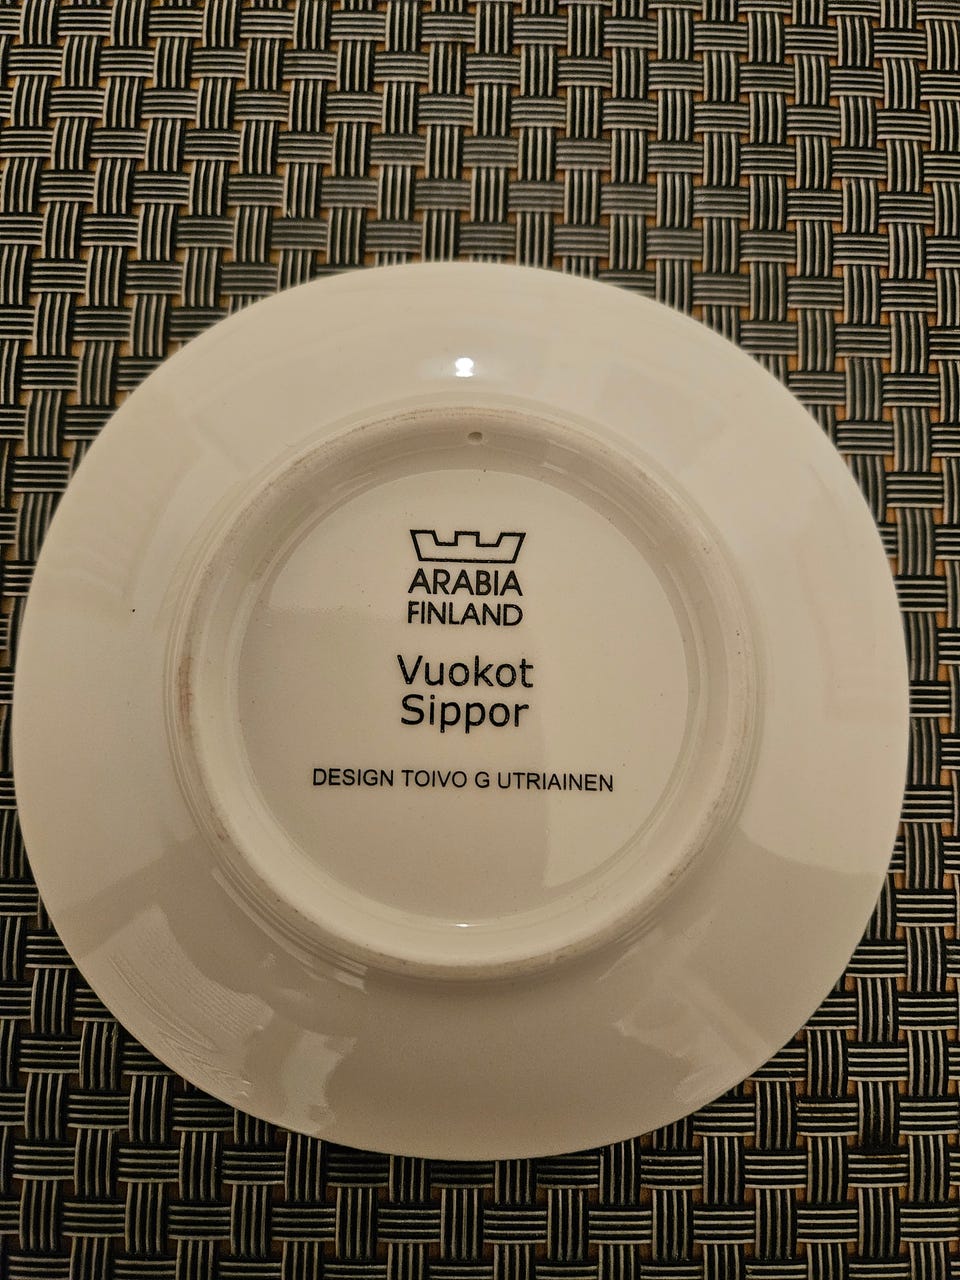 ARABIA
FINLAND
Vuokot
Sippor
DESIGN TOIVO G UTRIAINEN